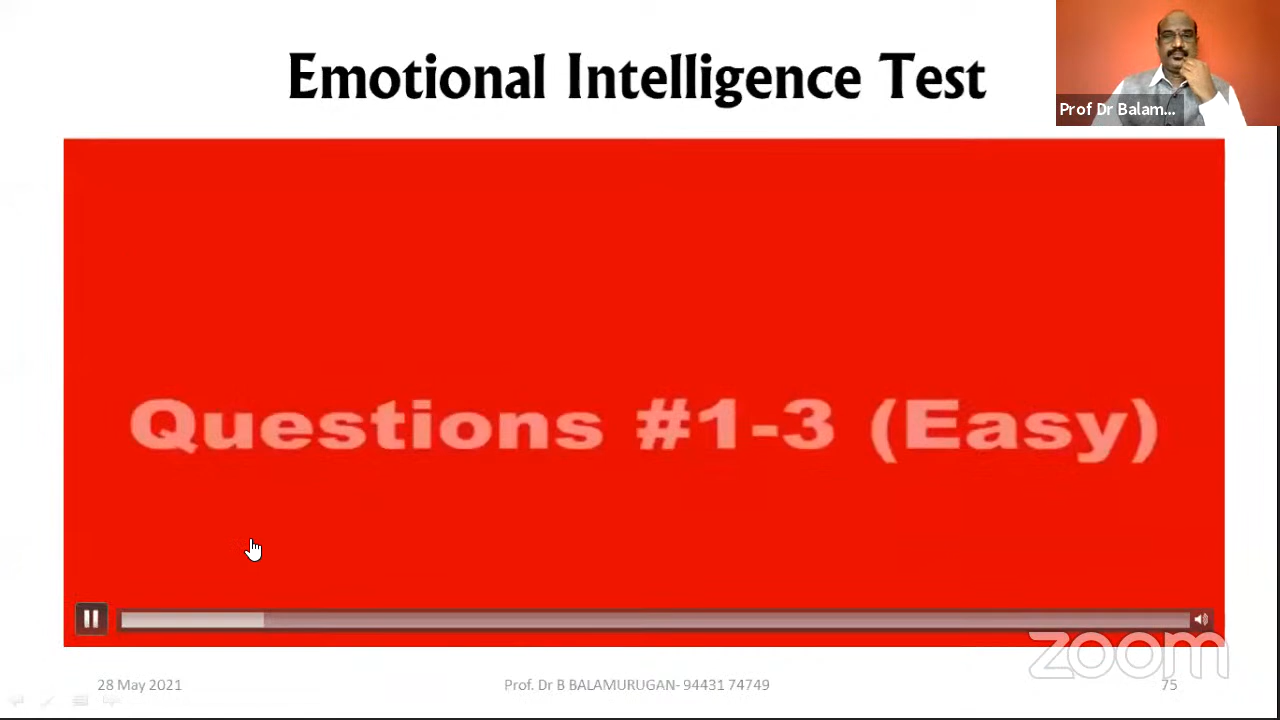 Emotional Intelligence Test
Prof Dr Balam...
Questions #1-3 (Easy)
zoom
28 May 2021
Prof. Dr B BALAMURUGAN- 94431 74749
75